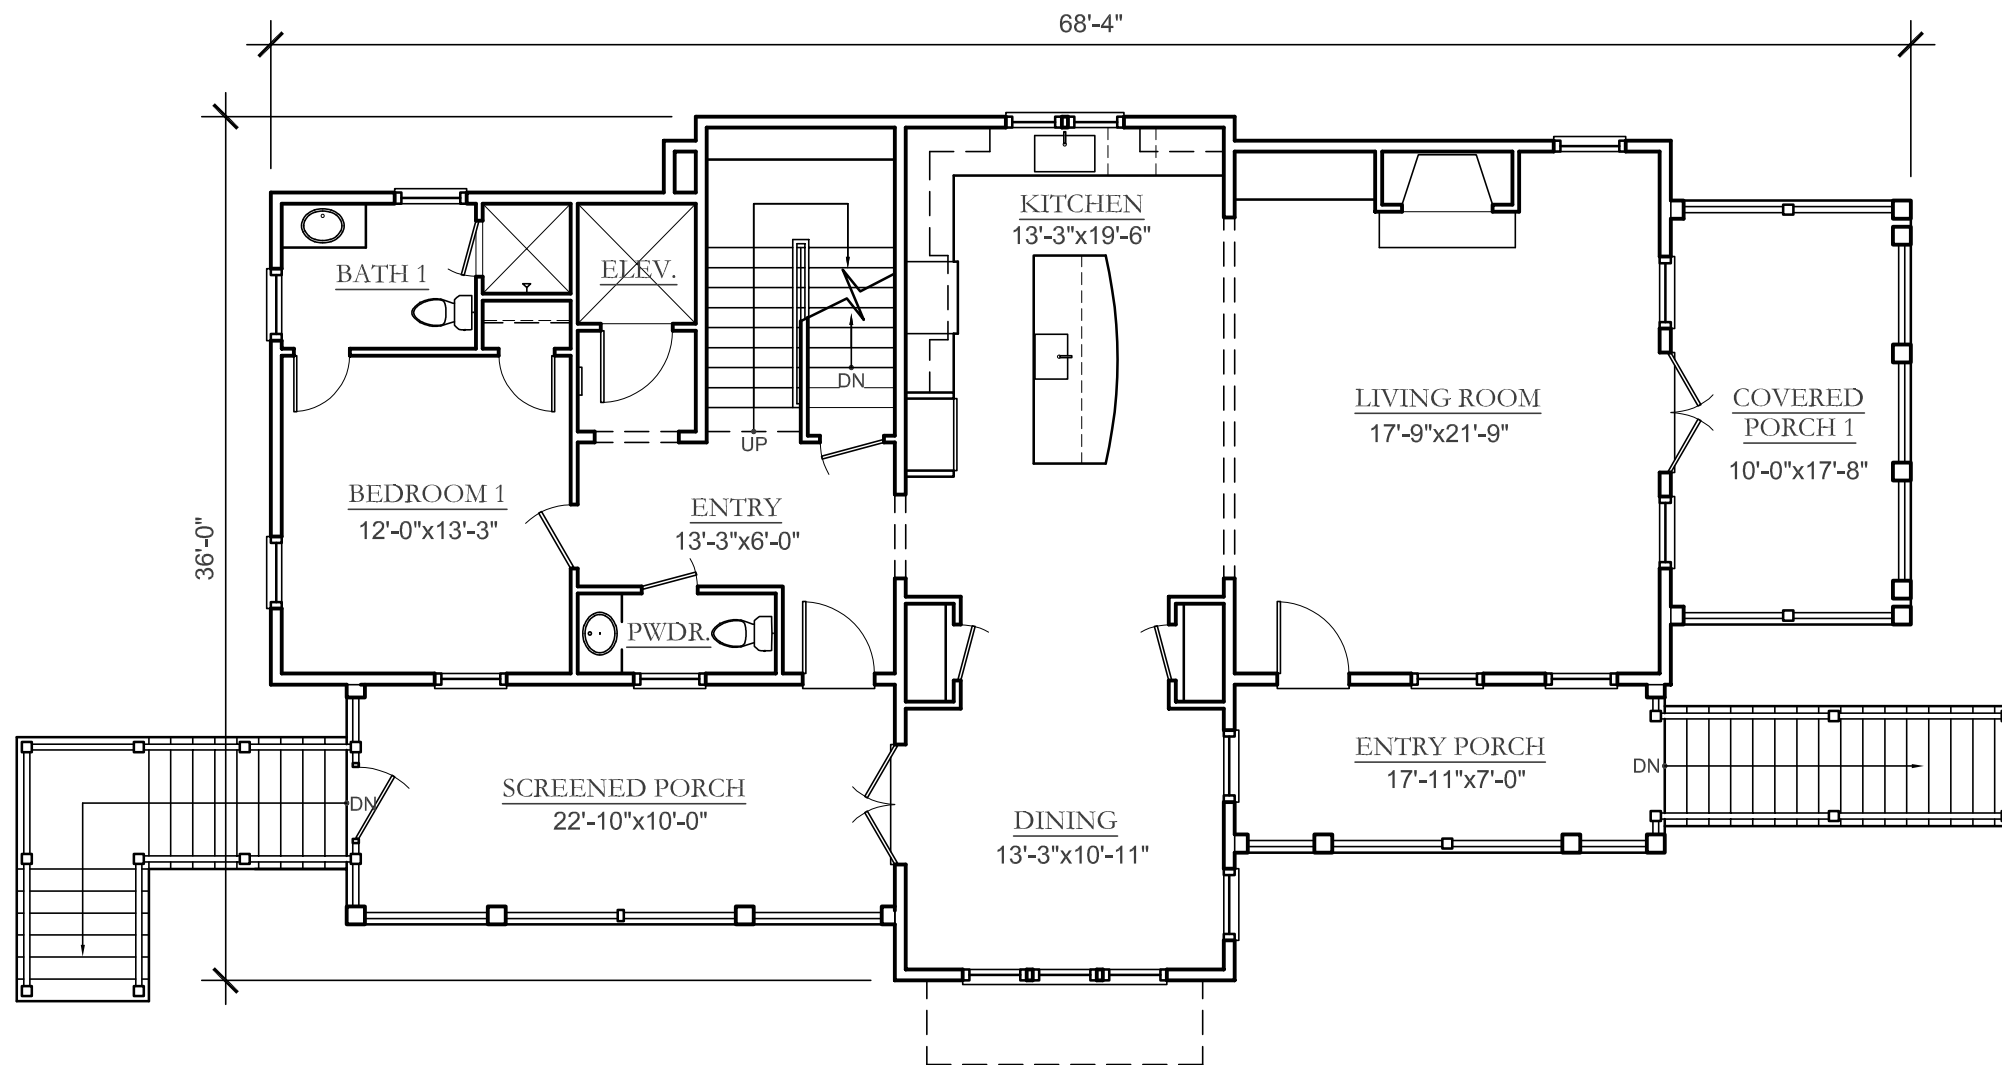 68'-4"
36'-0"
KITCHEN
13'-3"x19'-6"
BATH 1
ELEV.
DN
UP
LIVING ROOM
17'-9"x21'-9"
COVERED
PORCH 1
10'-0"x17'-8"
BEDROOM 1
12'-0"x13'-3"
ENTRY
13'-3"x6'-0"
PWDR.
ENTRY PORCH
17'-11"x7'-0"
DN
SCREENED PORCH
22'-10"x10'-0"
DN
DINING
13'-3"x10'-11"